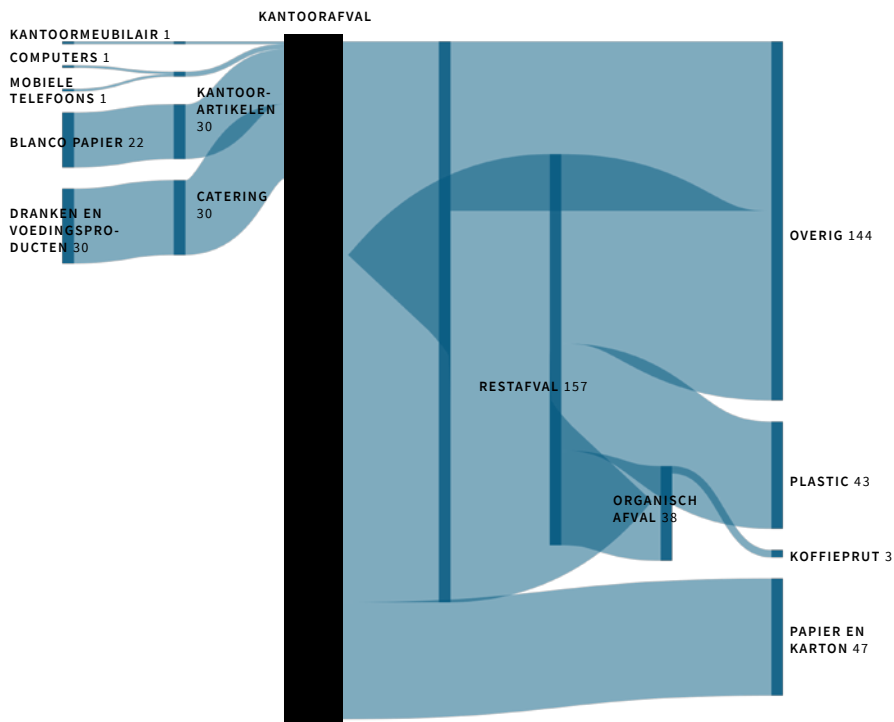 KANTOORAFVAL
KANTOORMEUBILAIR 1
COMPUTERS 1
MOBIELE
TELEFOONS 1
KANTOOR-
ARTIKELEN
30
BLANCO PAPIER 22
CATERING
30
DRANKEN EN
VOEDINGSPRO-
DUCTEN 30
OVERIG 144
RESTAFVAL 157
PLASTIC 43
ORGANISCH
AFVAL 38
KOFFIEPRUT 3
PAPIER EN
KARTON 47